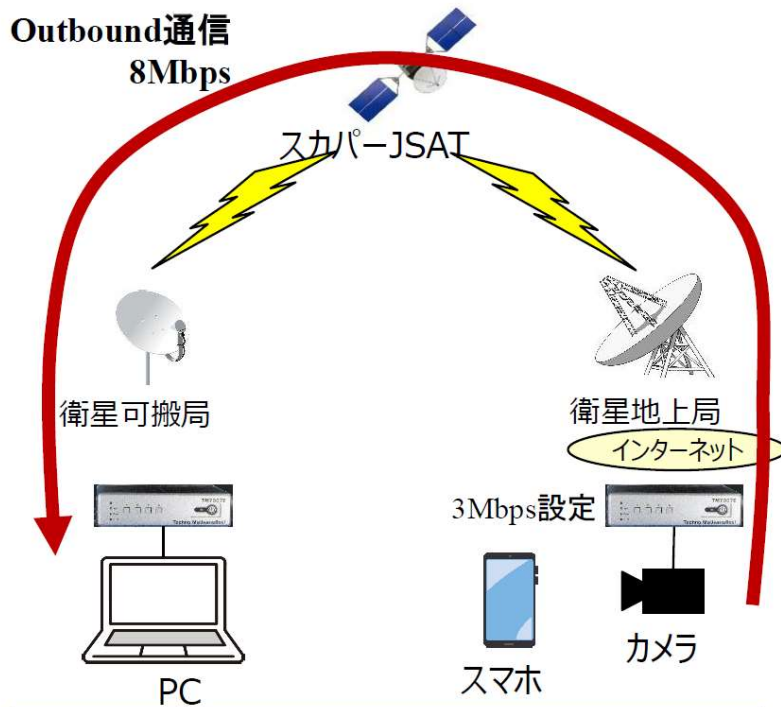 Outbound通信
8Mbps
スカパーJSAT
衛星可搬局
衛星地上局
インターネット
3Mbps設定
PC
スマホ
カメラ